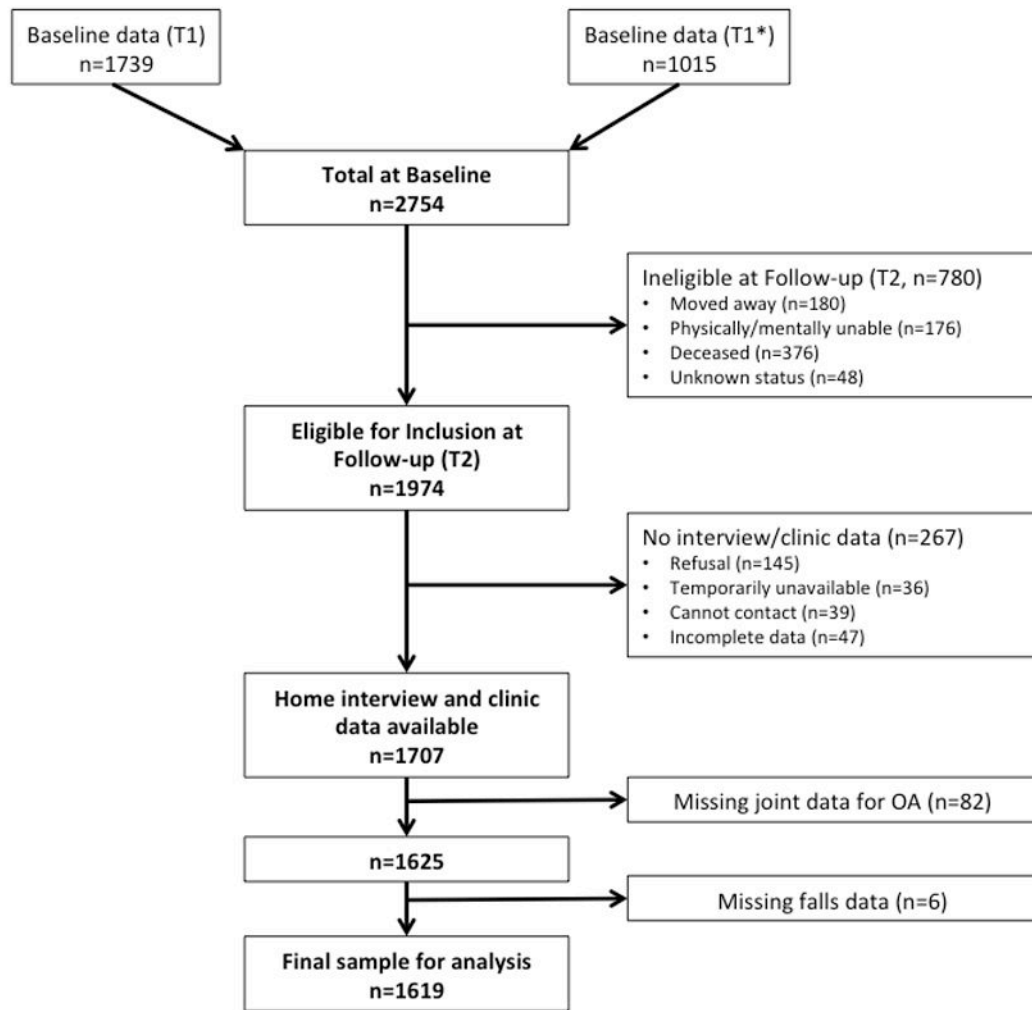 Baseline data (T1)
n=1739
Baseline data (T1*)
n=1015
Total at Baseline
n=2754
Ineligible at Follow-up (T2, n=780)
• Moved away (n=180)
• Physically/mentally unable (n=176)
• Deceased (n=376)
• Unknown status (n=48)
Eligible for Inclusion at
Follow-up (T2)
n=1974
No interview/clinic data (n=267)
• Refusal (n=145)
• Temporarily unavailable (n=36)
• Cannot contact (n=39)
• Incomplete data (n=47)
Home interview and clinic
data available
n=1707
Missing joint data for OA (n=82)
n=1625
Missing falls data (n=6)
Final sample for analysis
n=1619